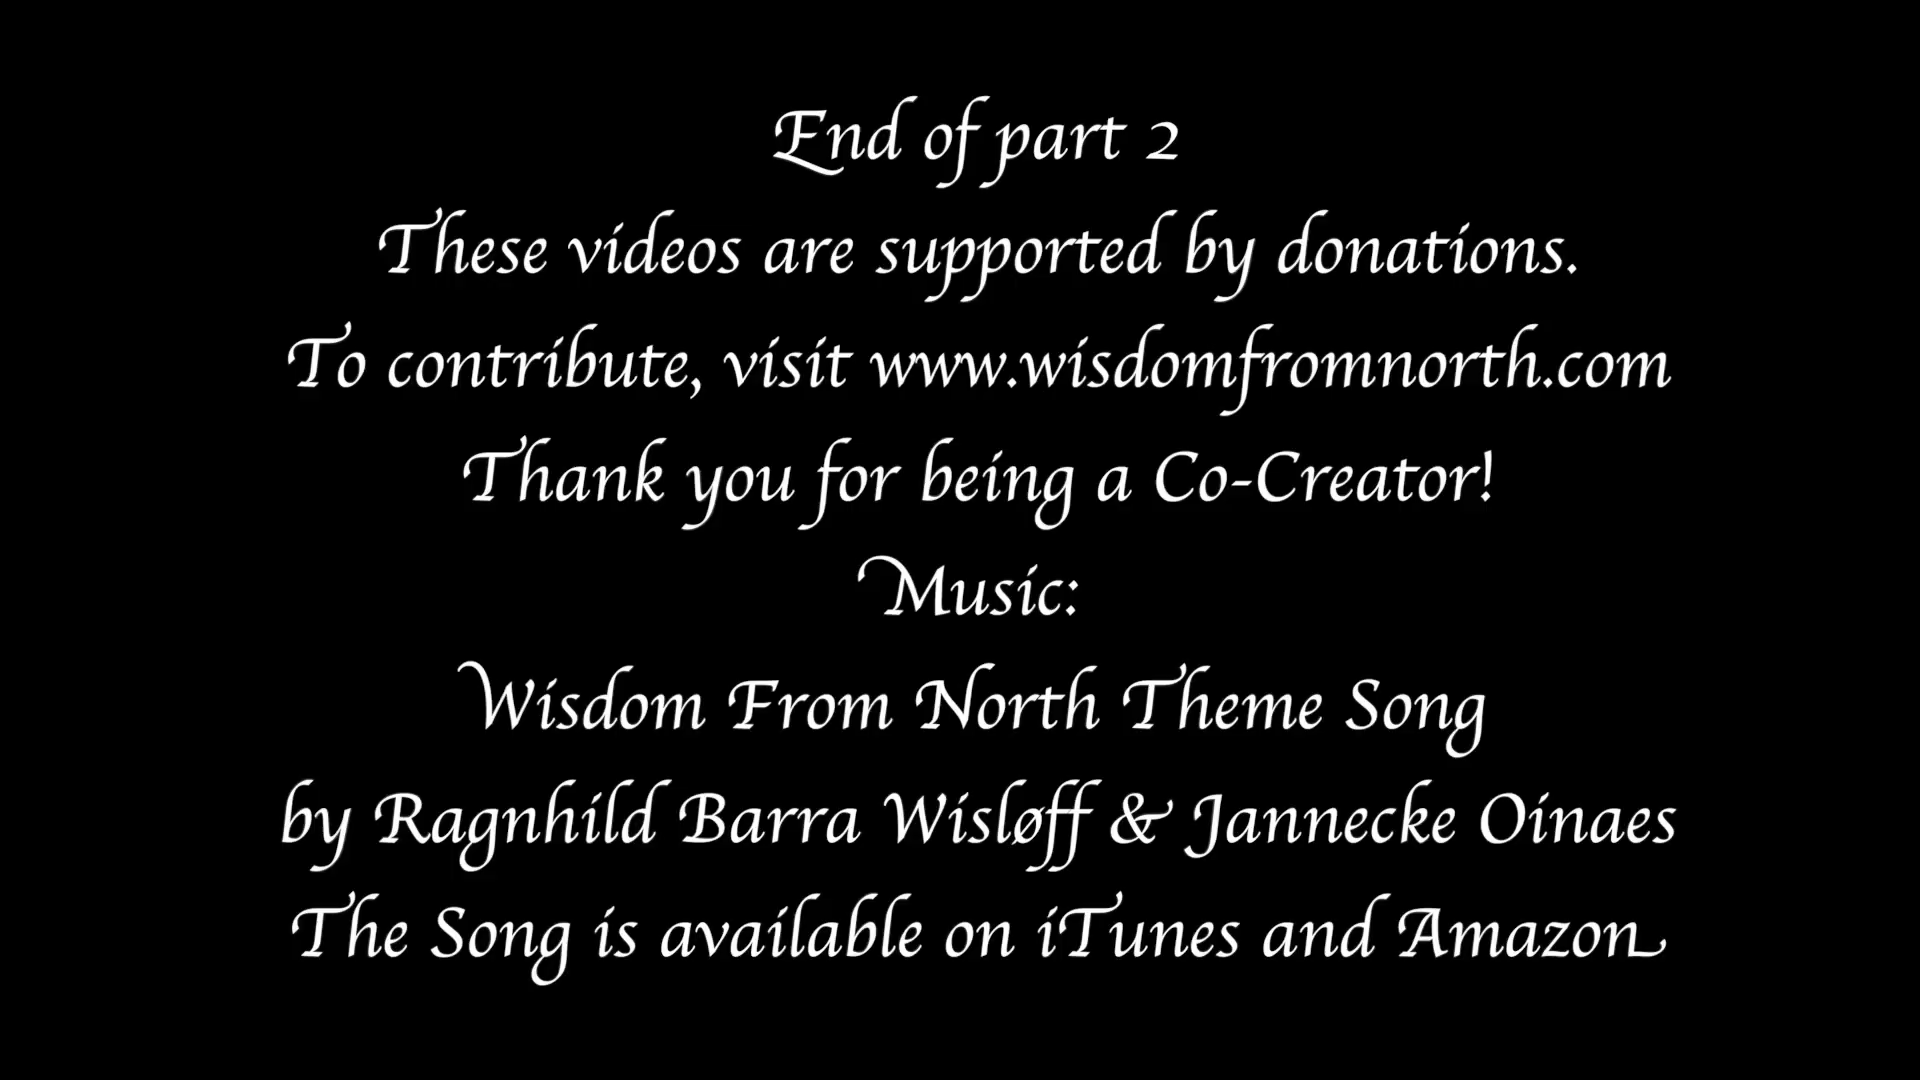 End of part 2
These videos are supported by donations.
To contribute, visit www.wisdomfromnorth.com
Thank you for being a Co-Creator!
Music:
Wisdom From North Theme Song
by Ragnhild Barra Wisløff & Jannecke Oinaes
The Song is available on iTunes and Amazon